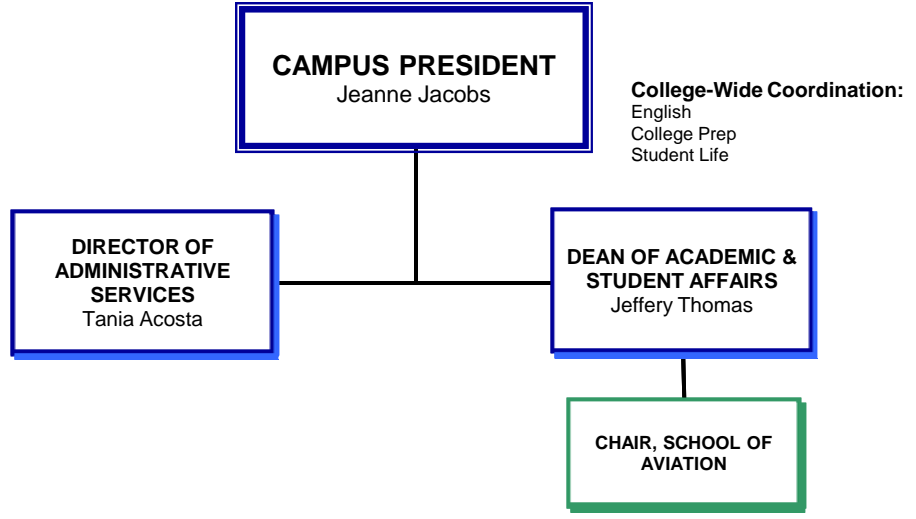 CAMPUS PRESIDENT
Jeanne Jacobs
College-Wide Coordination:
English
College Prep
Student Life
DIRECTOR OF
ADMINISTRATIVE
SERVICES
Tania Acosta
DEAN OF ACADEMIC &
STUDENT AFFAIRS
Jeffery Thomas
CHAIR, SCHOOL OF
AVIATION